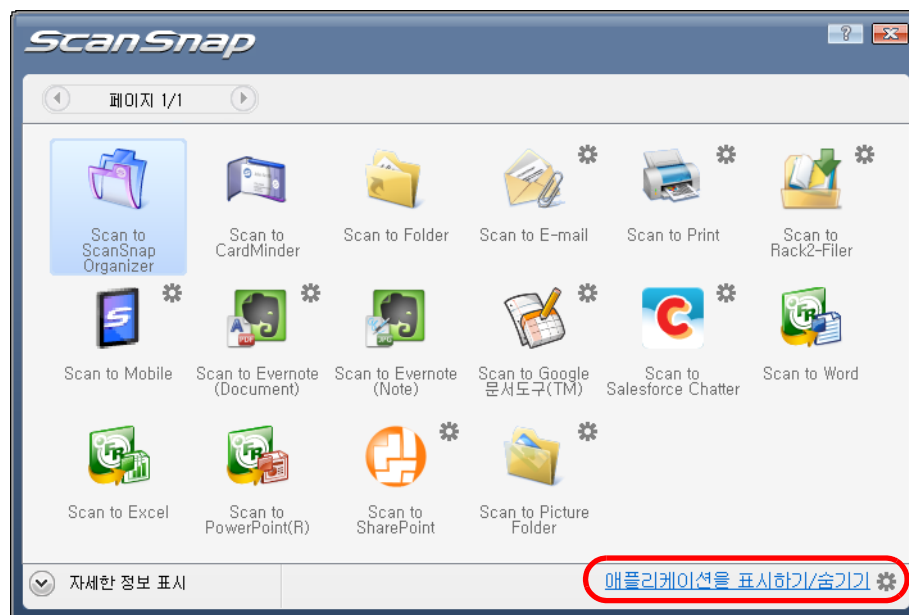 ScanSnap
?
페이지 1/1
Scan to
ScanSnap
Organizer
Scan to
CardMinder
Scan to Folder
Scan to E-mail
Scan to Print
Scan to
Rack2-Filer
Scan to Mobile
Scan to Evernote
(Document)
Scan to Evernote
(Note)
Scan to Google
문서도구(TM)
Scan to
Salesforce Chatter
Scan to Word
Scan to Excel
Scan to
PowerPoint(R)
Scan to
SharePoint
Scan to Picture
Folder
자세한 정보 표시
애플리케이션을 표시하기/숨기기